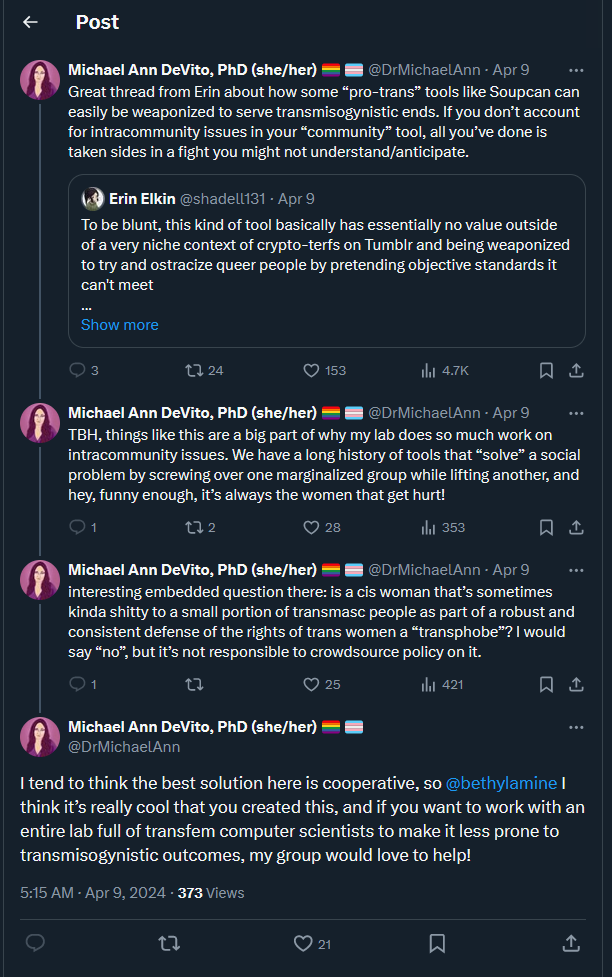 Post
Michael Ann DeVito, PhD (she/her) 🏳️‍🌈 🏳️‍⚧️ @DrMichaelAnn · Apr 9
Great thread from Erin about how some “pro-trans” tools like Soupcan can
easily be weaponized to serve transmisogynistic ends. If you don’t account
for intracommunity issues in your “community” tool, all you’ve done is
taken sides in a fight you might not understand/anticipate.
Erin Elkin @shadell131 · Apr 9
To be blunt, this kind of tool basically has essentially no value outside
of a very niche context of crypto-terfs on Tumblr and being weaponized
to try and ostracize queer people by pretending objective standards it
can't meet
...
Show more
3 24 153 4.7K
Michael Ann DeVito, PhD (she/her) 🏳️‍🌈 🏳️‍⚧️ @DrMichaelAnn · Apr 9
TBH, things like this are a big part of why my lab does so much work on
intracommunity issues. We have a long history of tools that “solve” a social
problem by screwing over one marginalized group while lifting another, and
hey, funny enough, it’s always the women that get hurt!
1 2 28 353
Michael Ann DeVito, PhD (she/her) 🏳️‍🌈 🏳️‍⚧️ @DrMichaelAnn · Apr 9
interesting embedded question there: is a cis woman that’s sometimes
kinda shitty to a small portion of transmasc people as part of a robust and
consistent defense of the rights of trans women a “transphobe”? I would
say “no”, but it’s not responsible to crowdsource policy on it.
1 25 421
Michael Ann DeVito, PhD (she/her) 🏳️‍🌈 🏳️‍⚧️
@DrMichaelAnn
I tend to think the best solution here is cooperative, so @bethylamine I
think it’s really cool that you created this, and if you want to work with an
entire lab full of transfem computer scientists to make it less prone to
transmisogynistic outcomes, my group would love to help!
5:15 AM · Apr 9, 2024 · 373 Views
21